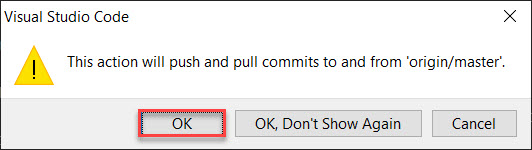 Visual Studio Code
This action will push and pull commits to and from 'origin/master'.
OK
OK, Don't Show Again
Cancel